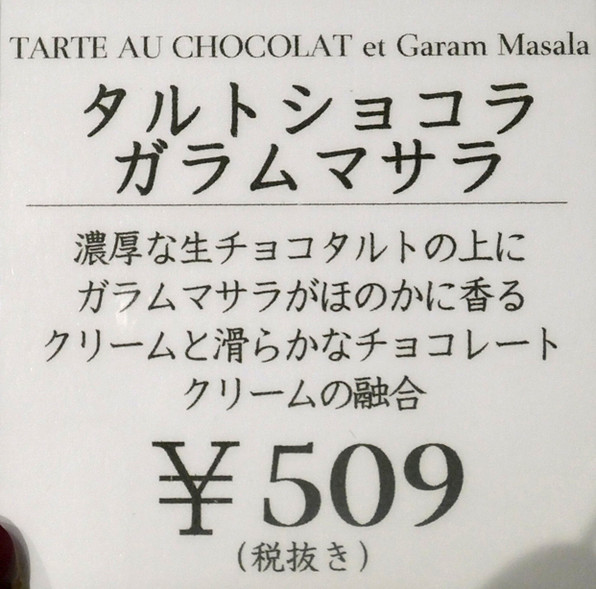 TARTE AU CHOCOLAT et Garam Masala
タルトショコラ
ガラムマサラ
濃厚な生チョコタルトの上に
ガラムマサラがほのかに香る
クリームと滑らかなチョコレート
クリームの融合
¥509
(税抜き)